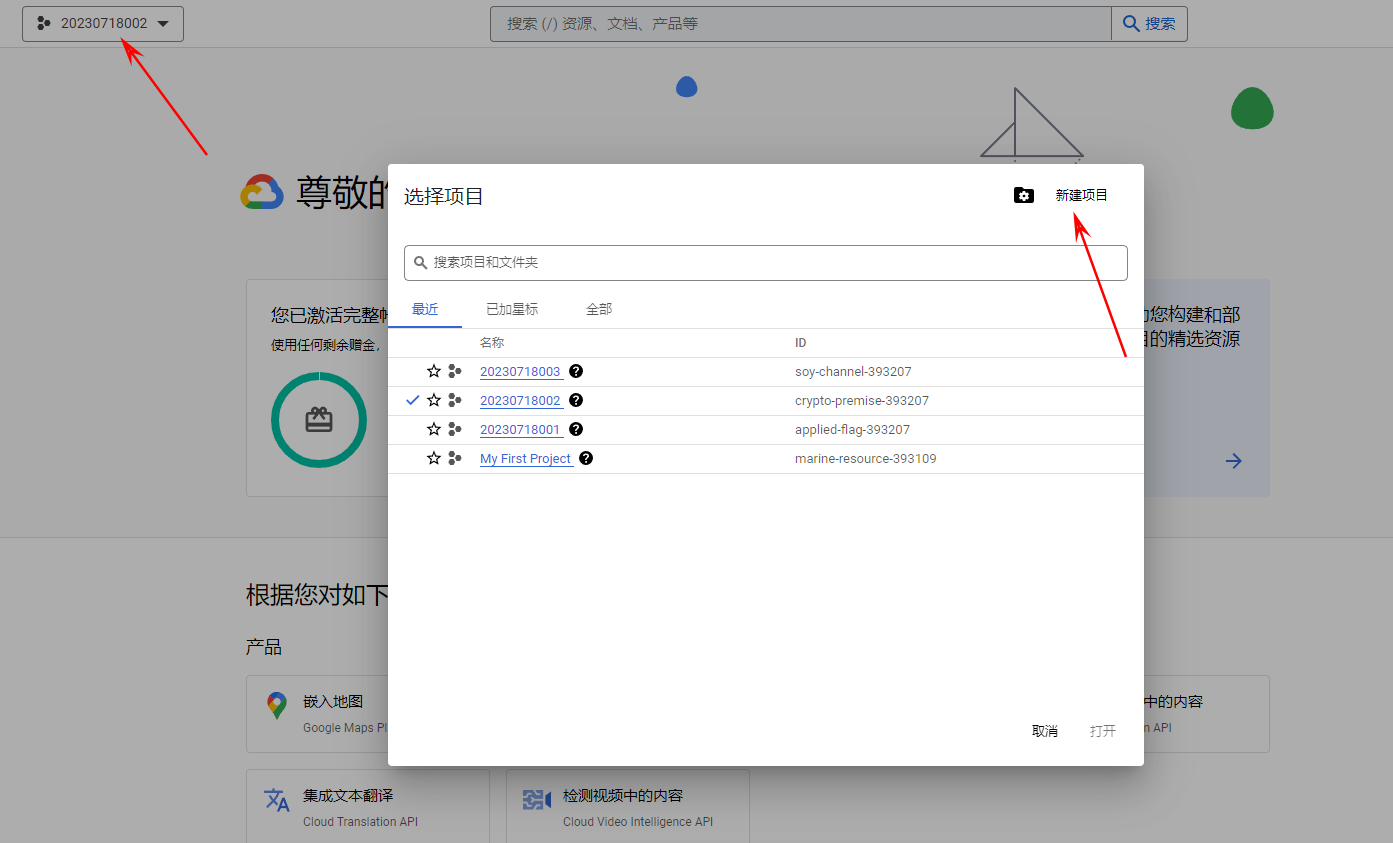 20230718002
搜索 (/) 资源、文档、产品等
搜索
尊敬的
选择项目
新建项目
搜索项目和文件夹
最近 已加星标 全部
名称 ID
20230718003 soy-channel-393207
20230718002 crypto-premise-393207
20230718001 applied-flag-393207
My First Project marine-resource-393109
取消 打开
您已激活完整
使用任何剩余赠金，
您构建和部
的精选资源
根据您对如下
产品
嵌入地图
Google Maps Pl
中的内容
n API
集成文本翻译
Cloud Translation API
检测视频中的内容
Cloud Video Intelligence API